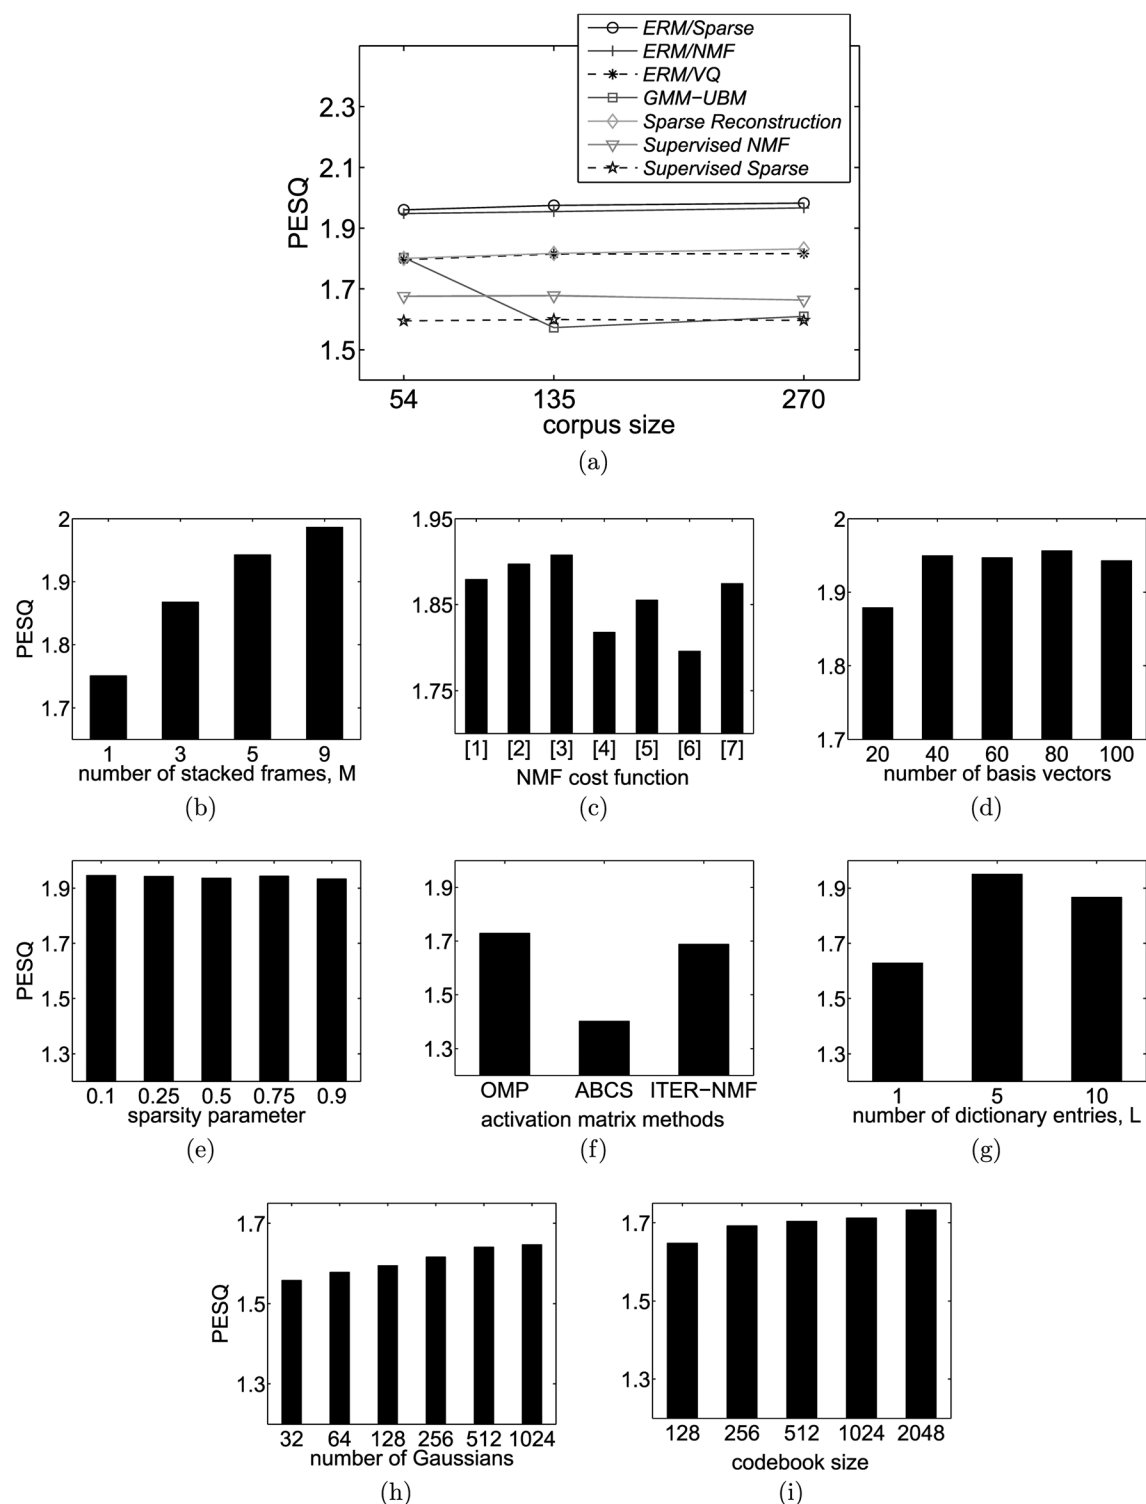 ERM/Sparse
ERM/NMF
ERM/VQ
GMM−UBM
Sparse Reconstruction
Supervised NMF
Supervised Sparse
PESQ
2.3
2.1
1.9
1.7
1.5
54 135 270
corpus size
(a)
PESQ
2
1.9
1.8
1.7
1 3 5 9
number of stacked frames, M
(b)
1.95
1.85
1.75
[1] [2] [3] [4] [5] [6] [7]
NMF cost function
(c)
2
1.9
1.8
1.7
20 40 60 80 100
number of basis vectors
(d)
PESQ
1.9
1.7
1.5
1.3
0.1 0.25 0.5 0.75 0.9
sparsity parameter
(e)
1.9
1.7
1.5
1.3
OMP ABCS ITER−NMF
activation matrix methods
(f)
1.9
1.7
1.5
1.3
1 5 10
number of dictionary entries, L
(g)
PESQ
1.7
1.5
1.3
32 64 128 256 512 1024
number of Gaussians
(h)
1.7
1.5
1.3
128 256 512 1024 2048
codebook size
(i)